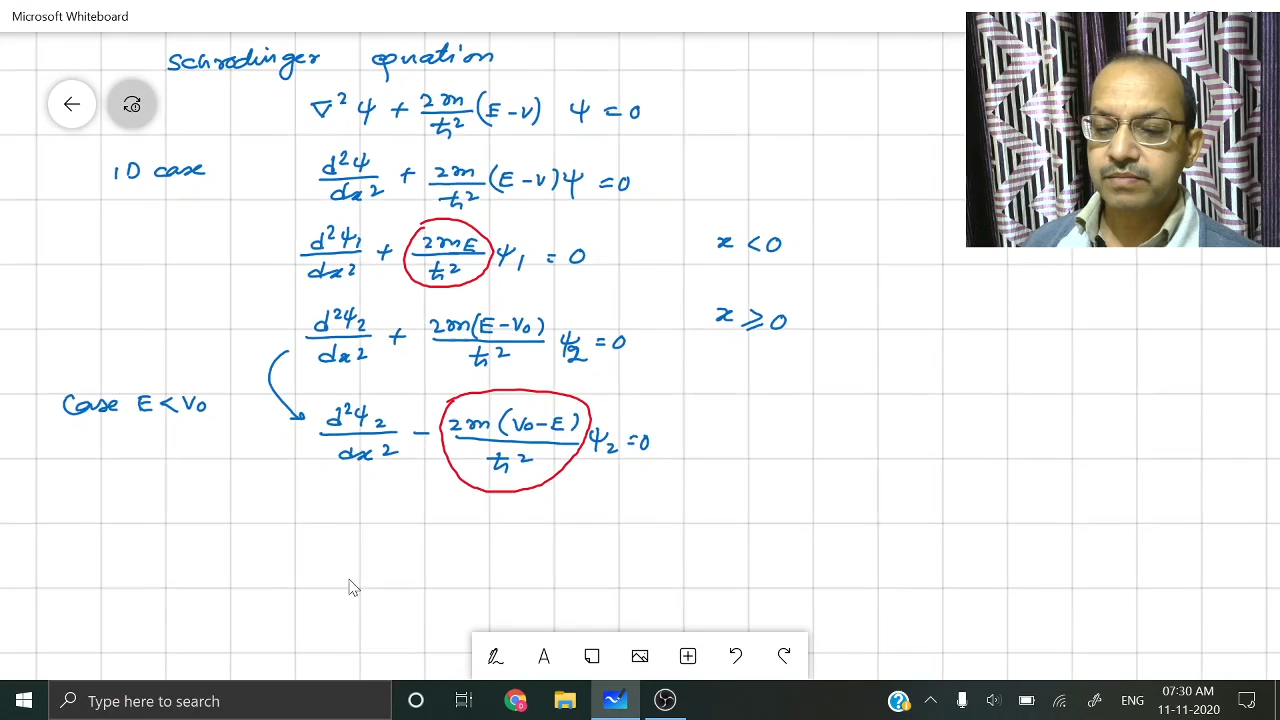 Microsoft Whiteboard
Schrodinger equation
∇² ψ + 2m/ħ² (E-V) ψ = 0
1D case d²ψ/dx² + 2m/ħ² (E-V)ψ = 0
d²ψ₁/dx² + 2mE/ħ² ψ₁ = 0 x < 0
d²ψ₂/dx² + 2m(E-V₀)/ħ² ψ₂ = 0 x ⩾ 0
Case E < V₀ d²ψ₂/dx² - 2m(V₀-E)/ħ² ψ₂ = 0
Type here to search
ENG
07:30 AM
11-11-2020